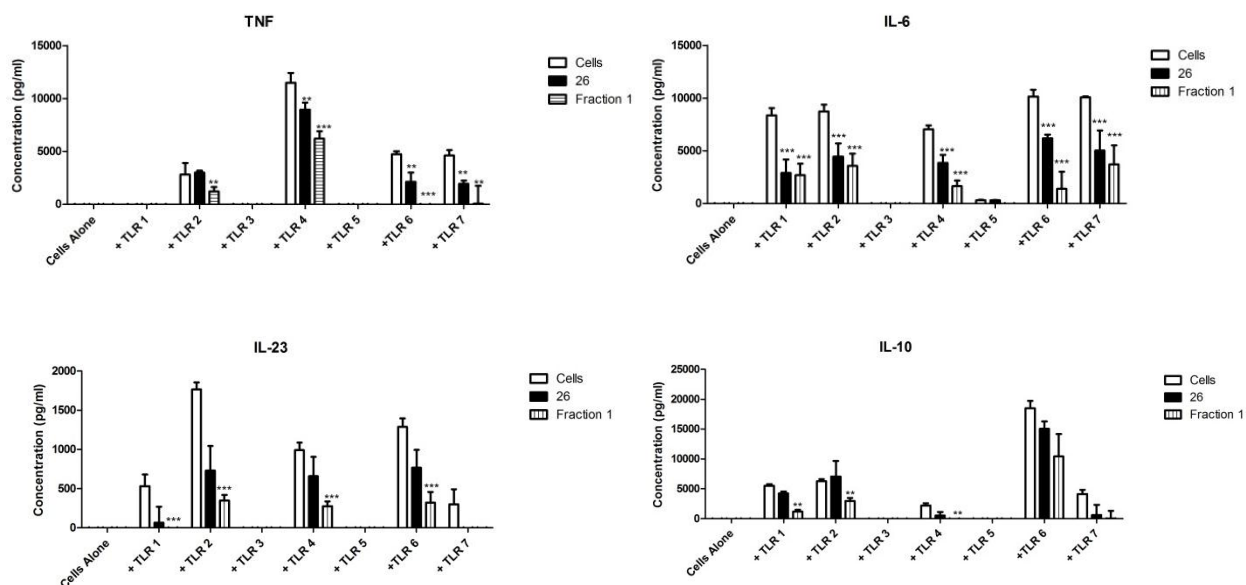 TNF
Concentration (pg/ml)
15000
10000
5000
0
Cells
26
Fraction 1
**
**
***
**
***
**
**
Cells Alone
+ TLR 1
+ TLR 2
+ TLR 3
+ TLR 4
+ TLR 5
+ TLR 6
+ TLR 7
IL-6
Concentration (pg/ml)
15000
10000
5000
0
Cells
26
Fraction 1
***
***
***
***
***
***
***
***
***
***
Cells Alone
+ TLR 1
+ TLR 2
+ TLR 3
+ TLR 4
+ TLR 5
+ TLR 6
+ TLR 7
IL-23
Concentration (pg/ml)
2000
1500
1000
500
0
Cells
26
Fraction 1
***
***
***
***
Cells Alone
+ TLR 1
+ TLR 2
+ TLR 3
+ TLR 4
+ TLR 5
+ TLR 6
+ TLR 7
IL-10
Concentration (pg/ml)
25000
20000
15000
10000
5000
0
Cells
26
Fraction 1
**
**
**
Cells Alone
+ TLR 1
+ TLR 2
+ TLR 3
+ TLR 4
+ TLR 5
+ TLR 6
+ TLR 7